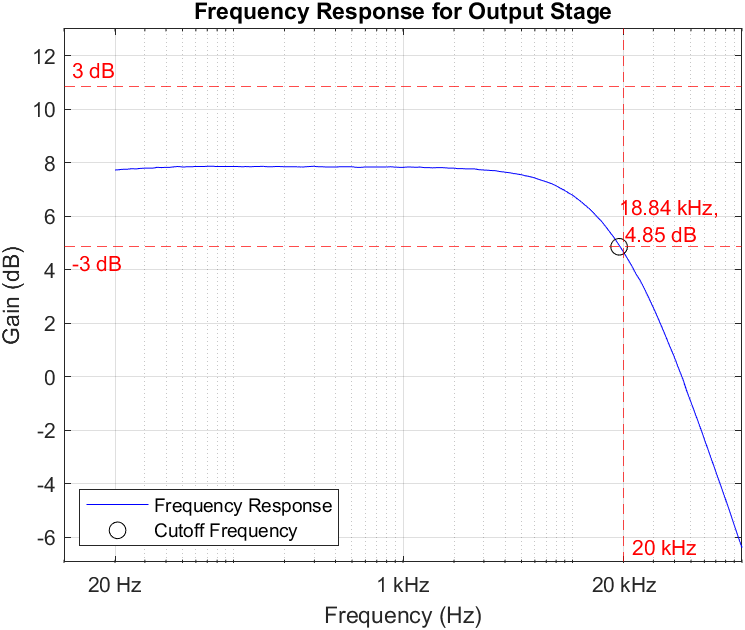 Frequency Response for Output Stage
12
10
8
6
4
2
0
-2
-4
-6
Gain (dB)
3 dB
-3 dB
18.84 kHz,
4.85 dB
20 kHz
Frequency Response
Cutoff Frequency
20 Hz
1 kHz
20 kHz
Frequency (Hz)